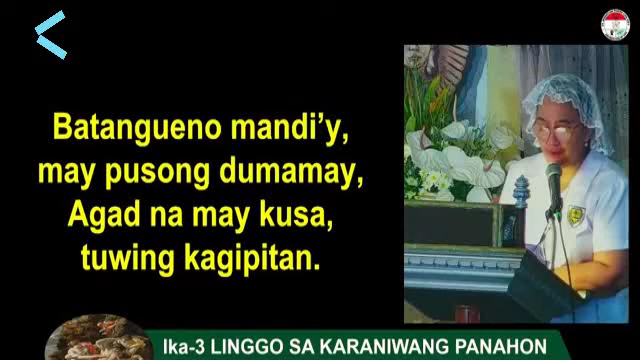 Batangueno mandi’y,
may pusong dumamay,
Agad na may kusa,
tuwing kagipitan.
Ika-3 LINGGO SA KARANIWANG PANAHON